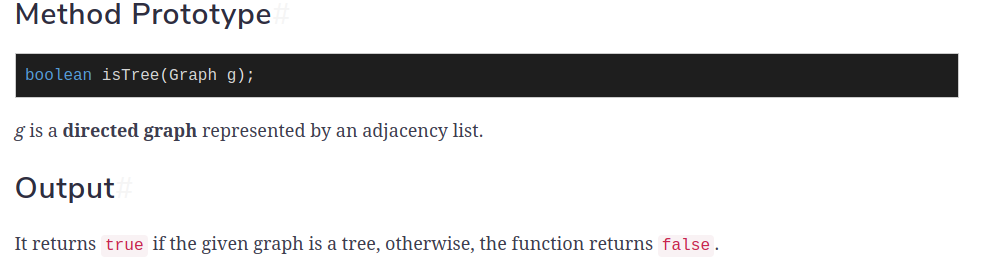 Method Prototype#
boolean isTree(Graph g);
g is a directed graph represented by an adjacency list.
Output#
It returns true if the given graph is a tree, otherwise, the function returns false.